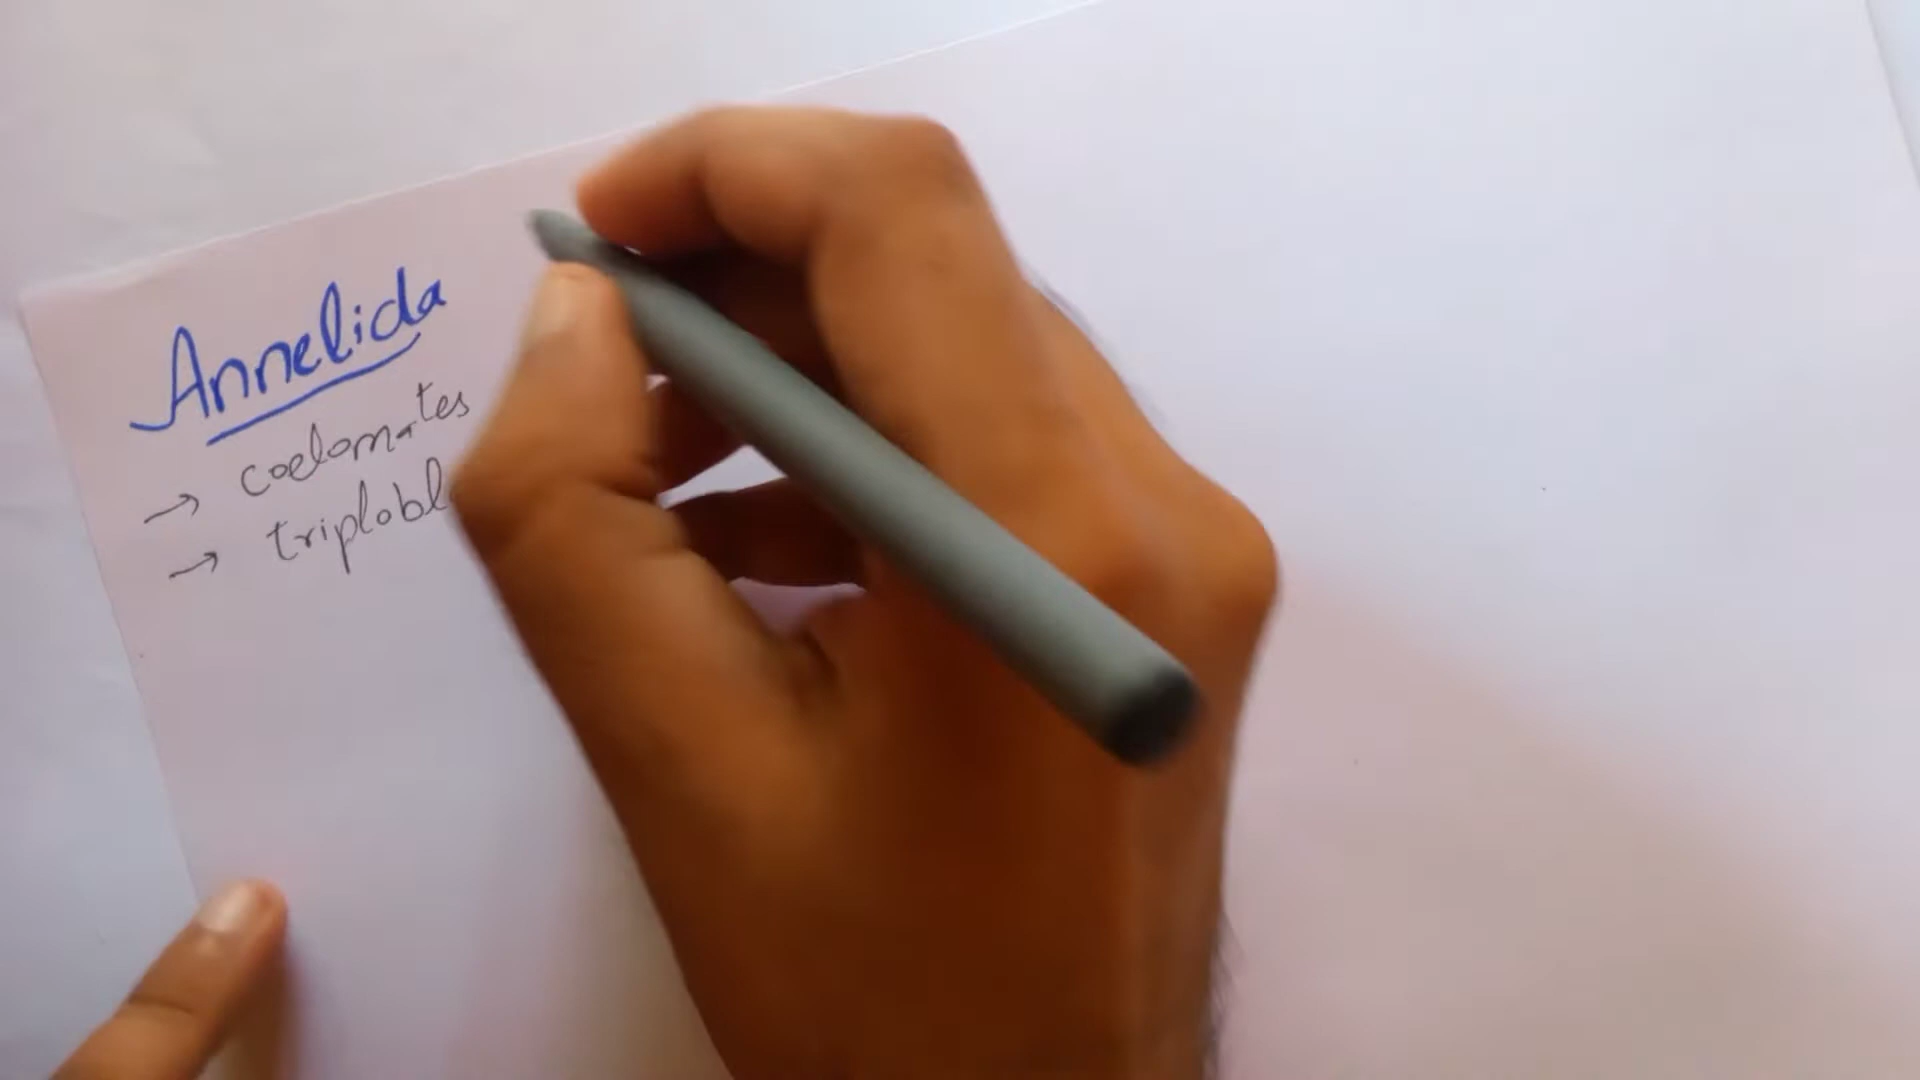 Annelida
→ coelomates
→ triplobl